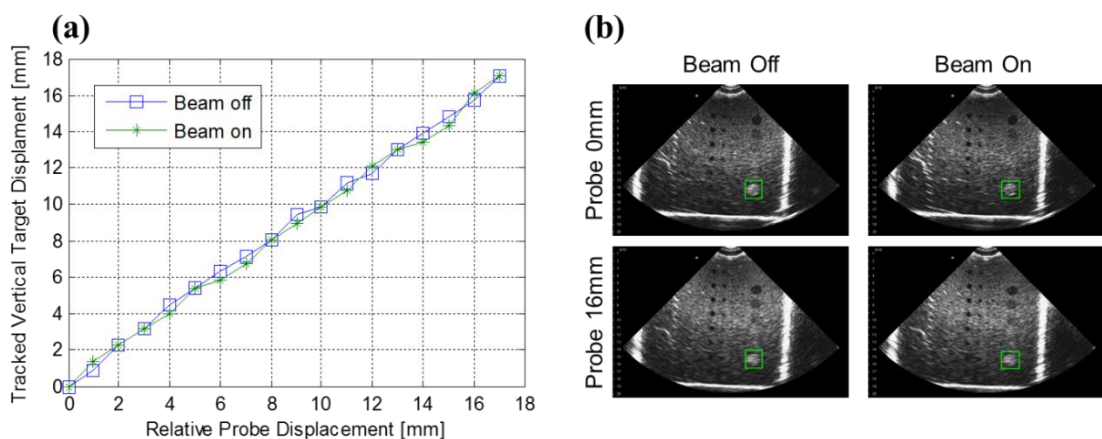 (a)
18
16
14
12
10
8
6
4
2
0
Tracked Vertical Target Displament [mm]
Beam off
Beam on
0 2 4 6 8 10 12 14 16 18
Relative Probe Displacement [mm]
(b)
Beam Off Beam On
Probe 0mm
Probe 16mm